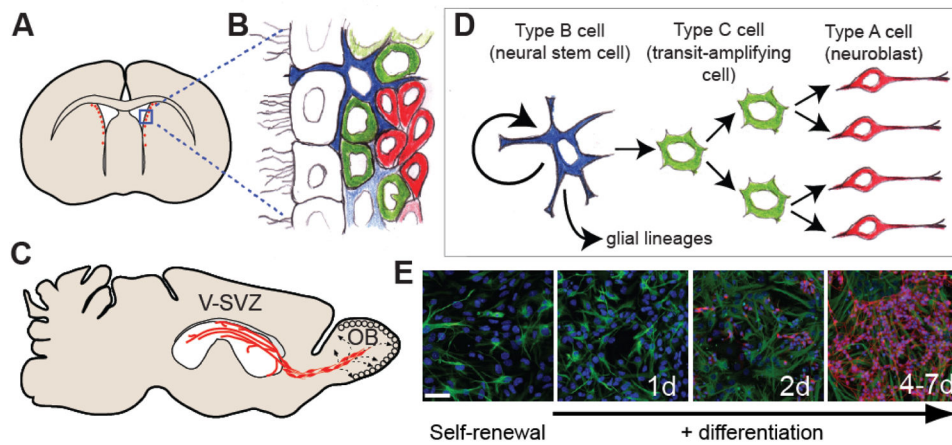 A
B
D
Type B cell
(neural stem cell)
Type C cell
(transit-amplifying
cell)
Type A cell
(neuroblast)
glial lineages
C
V-SVZ
OB
E
1d
2d
4-7d
Self-renewal
+ differentiation